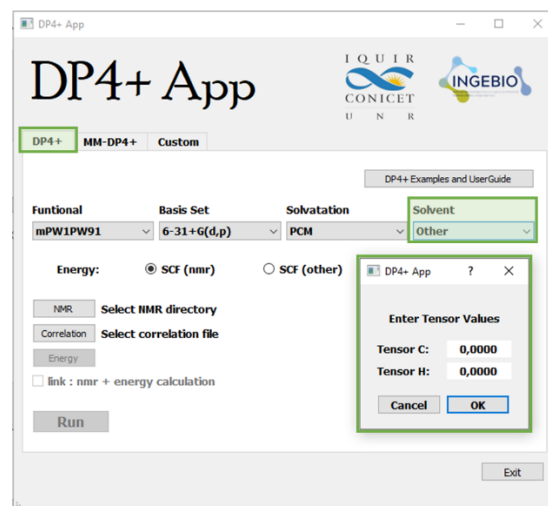 DP4+ App
DP4+ App
IQUIR
CONICET
UNR
INGEBIO
DP4+ MM-DP4+ Custom
DP4+ Examples and UserGuide
Funtional Basis Set Solvatation Solvent
mPW1PW91 6-31+G(d,p) PCM Other
Energy: SCF (nmr) SCF (other)
DP4+ App ? ×
NMR Select NMR directory
Enter Tensor Values
Correlation Select correlation file
Tensor C: 0,0000
Energy
Tensor H: 0,0000
link : nmr + energy calculation
Cancel OK
Run
Exit